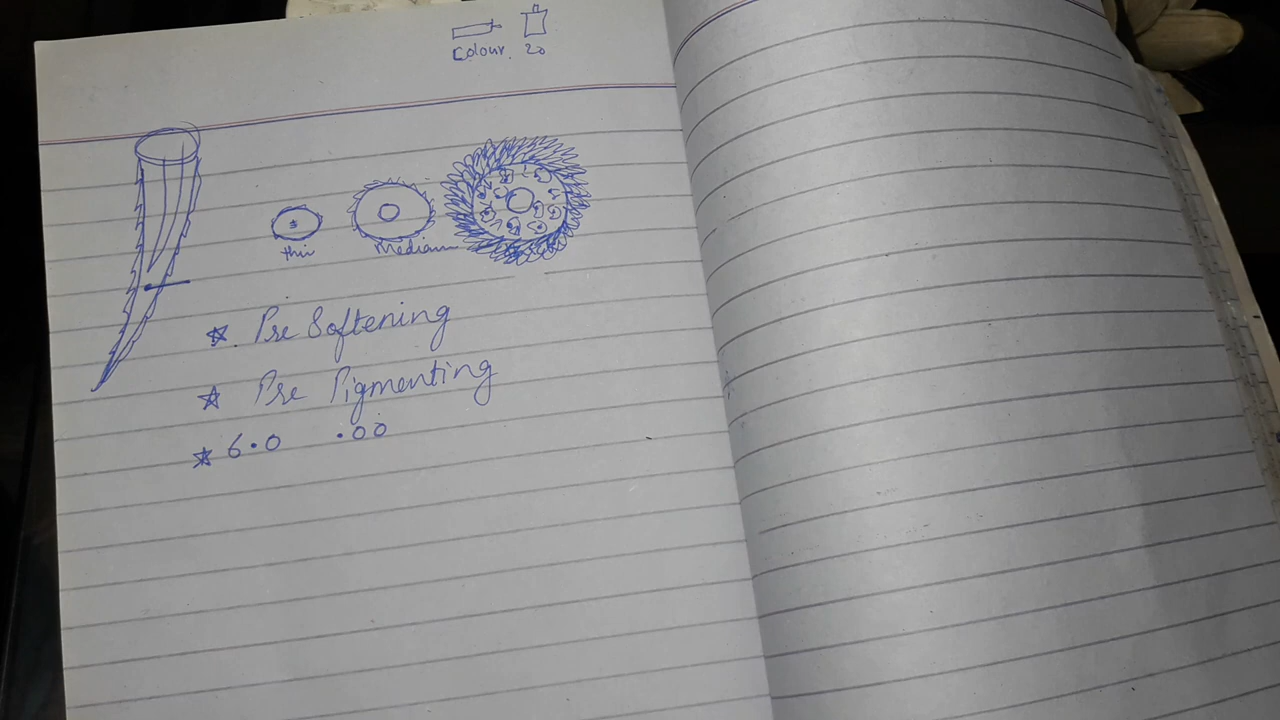 Colour. 20
thin
Medium
Pre Softening
Pre Pigmenting
6.0 .00